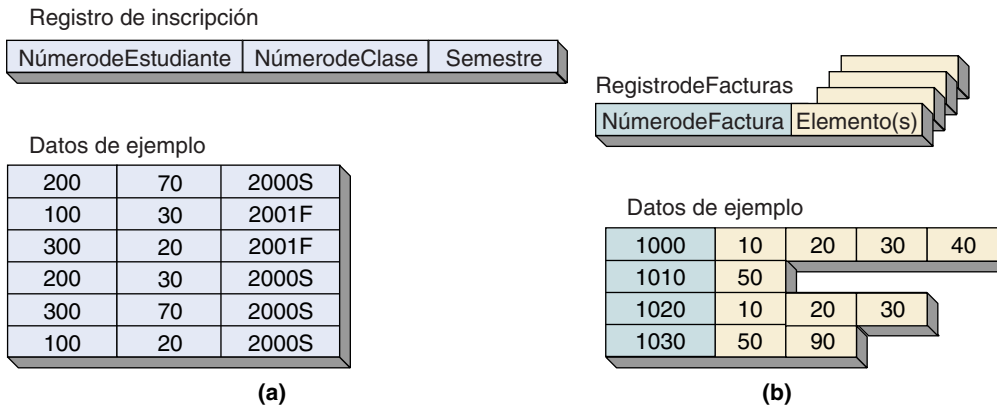 Registro de inscripción
NúmerodeEstudiante NúmerodeClase Semestre
Datos de ejemplo
200 70 2000S
100 30 2001F
300 20 2001F
200 30 2000S
300 70 2000S
100 20 2000S
(a)
RegistrodeFacturas
NúmerodeFactura Elemento(s)
Datos de ejemplo
1000 10 20 30 40
1010 50
1020 10 20 30
1030 50 90
(b)